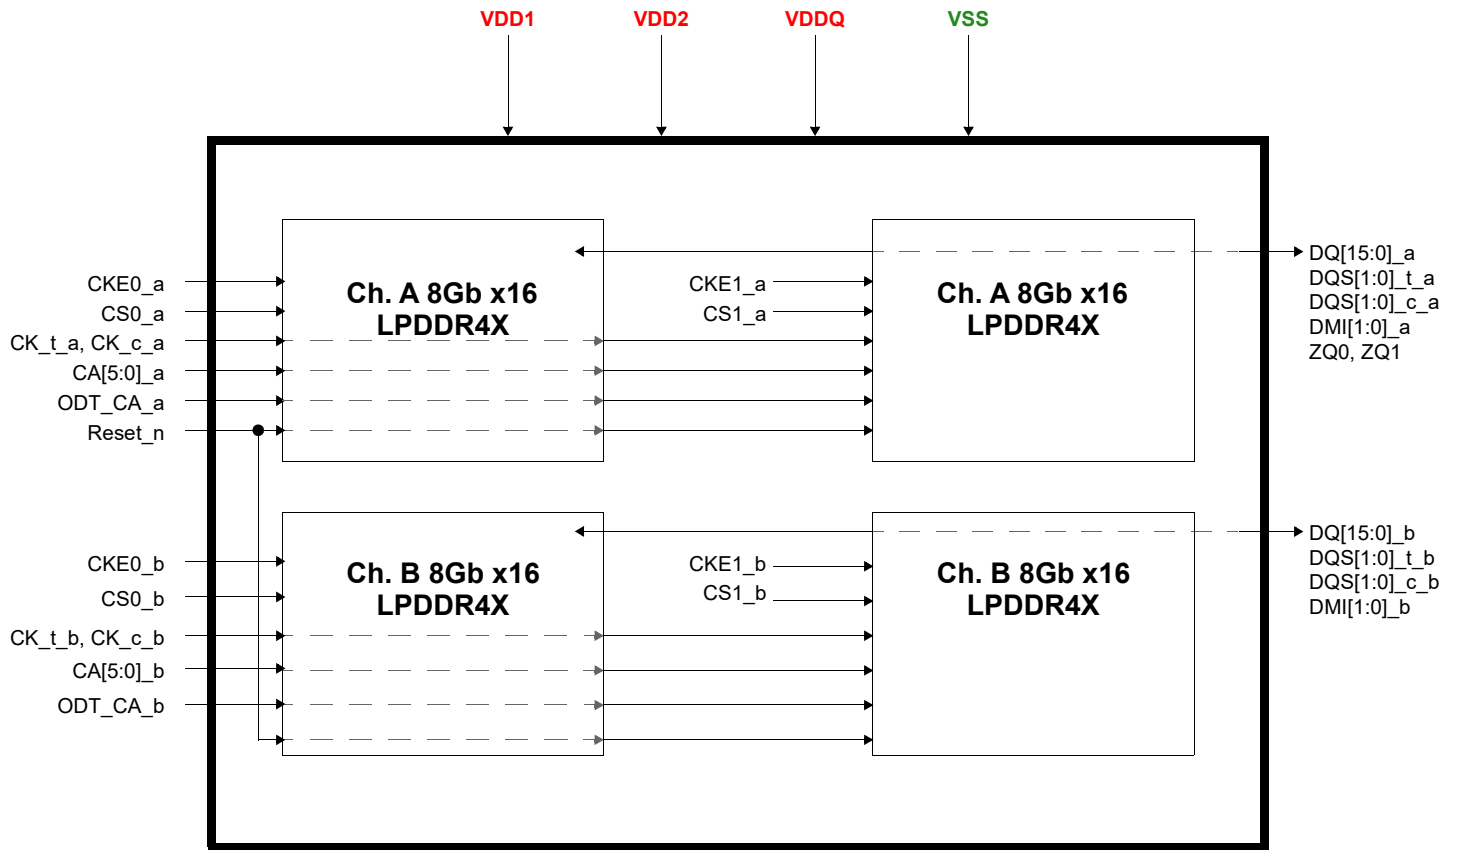 VDD1 VDD2 VDDQ VSS
CKE0_a
CS0_a
CK_t_a, CK_c_a
CA[5:0]_a
ODT_CA_a
Reset_n
Ch. A 8Gb x16
LPDDR4X
CKE1_a
CS1_a
Ch. A 8Gb x16
LPDDR4X
DQ[15:0]_a
DQS[1:0]_t_a
DQS[1:0]_c_a
DMI[1:0]_a
ZQ0, ZQ1
CKE0_b
CS0_b
CK_t_b, CK_c_b
CA[5:0]_b
ODT_CA_b
Ch. B 8Gb x16
LPDDR4X
CKE1_b
CS1_b
Ch. B 8Gb x16
LPDDR4X
DQ[15:0]_b
DQS[1:0]_t_b
DQS[1:0]_c_b
DMI[1:0]_b